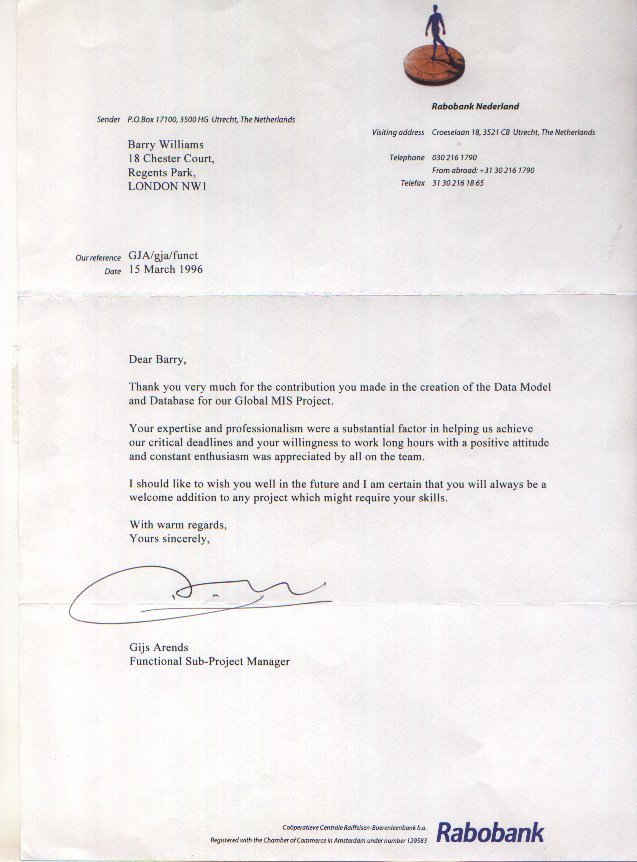 Rabobank Nederland
Sender P.O.Box 17100, 3500 HG Utrecht, The Netherlands
Visiting address Croeselaan 18, 3521 CB Utrecht, The Netherlands
Barry Williams
18 Chester Court,
Regents Park,
LONDON NW1
Telephone 030 216 1790
From abroad: +31 30 216 1790
Telefax 31 30 216 18 65
Our reference GJA/gja/funct
Date 15 March 1996
Dear Barry,
Thank you very much for the contribution you made in the creation of the Data Model
and Database for our Global MIS Project.
Your expertise and professionalism were a substantial factor in helping us achieve
our critical deadlines and your willingness to work long hours with a positive attitude
and constant enthusiasm was appreciated by all on the team.
I should like to wish you well in the future and I am certain that you will always be a
welcome addition to any project which might require your skills.
With warm regards,
Yours sincerely,
Gijs Arends
Functional Sub-Project Manager
Coöperatieve Centrale Raiffeisen-Boerenleenbank b.a.
Registered with the Chamber of Commerce in Amsterdam under number 129583
Rabobank